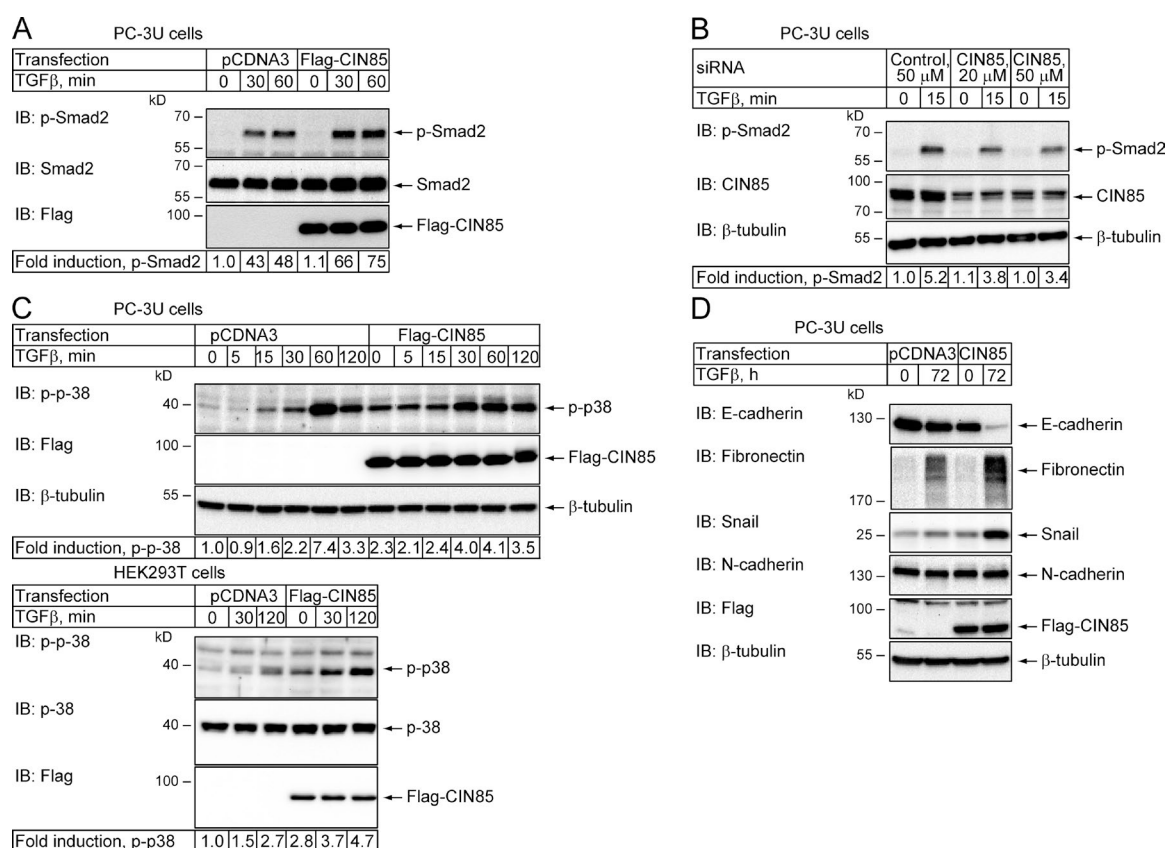 A
PC-3U cells
Transfection pCDNA3 Flag-CIN85
TGFβ, min 0 30 60 0 30 60
kD
IB: p-Smad2 70 p-Smad2
55
IB: Smad2 70 Smad2
55
IB: Flag 100 Flag-CIN85
Fold induction, p-Smad2 1.0 43 48 1.1 66 75
B
PC-3U cells
siRNA Control, 50 μM CIN85, 20 μM CIN85, 50 μM
TGFβ, min 0 15 0 15 0 15
kD
IB: p-Smad2 70 p-Smad2
55
IB: CIN85 100 CIN85
70
IB: β-tubulin 55 β-tubulin
Fold induction, p-Smad2 1.0 5.2 1.1 3.8 1.0 3.4
C
PC-3U cells
Transfection pCDNA3 Flag-CIN85
TGFβ, min 0 5 15 30 60 120 0 5 15 30 60 120
kD
IB: p-p-38 40 p-p38
IB: Flag 100 Flag-CIN85
IB: β-tubulin 55 β-tubulin
Fold induction, p-p-38 1.0 0.9 1.6 2.2 7.4 3.3 2.3 2.1 2.4 4.0 4.1 3.5
HEK293T cells
Transfection pCDNA3 Flag-CIN85
TGFβ, min 0 30 120 0 30 120
kD
IB: p-p-38 40 p-p38
IB: p-38 40 p-38
IB: Flag 100 Flag-CIN85
Fold induction, p-p38 1.0 1.5 2.7 2.8 3.7 4.7
D
PC-3U cells
Transfection pCDNA3 CIN85
TGFβ, h 0 72 0 72
kD
IB: E-cadherin 130 E-cadherin
IB: Fibronectin Fibronectin
170
IB: Snail 25 Snail
IB: N-cadherin 130 N-cadherin
IB: Flag 100 Flag-CIN85
IB: β-tubulin 55 β-tubulin